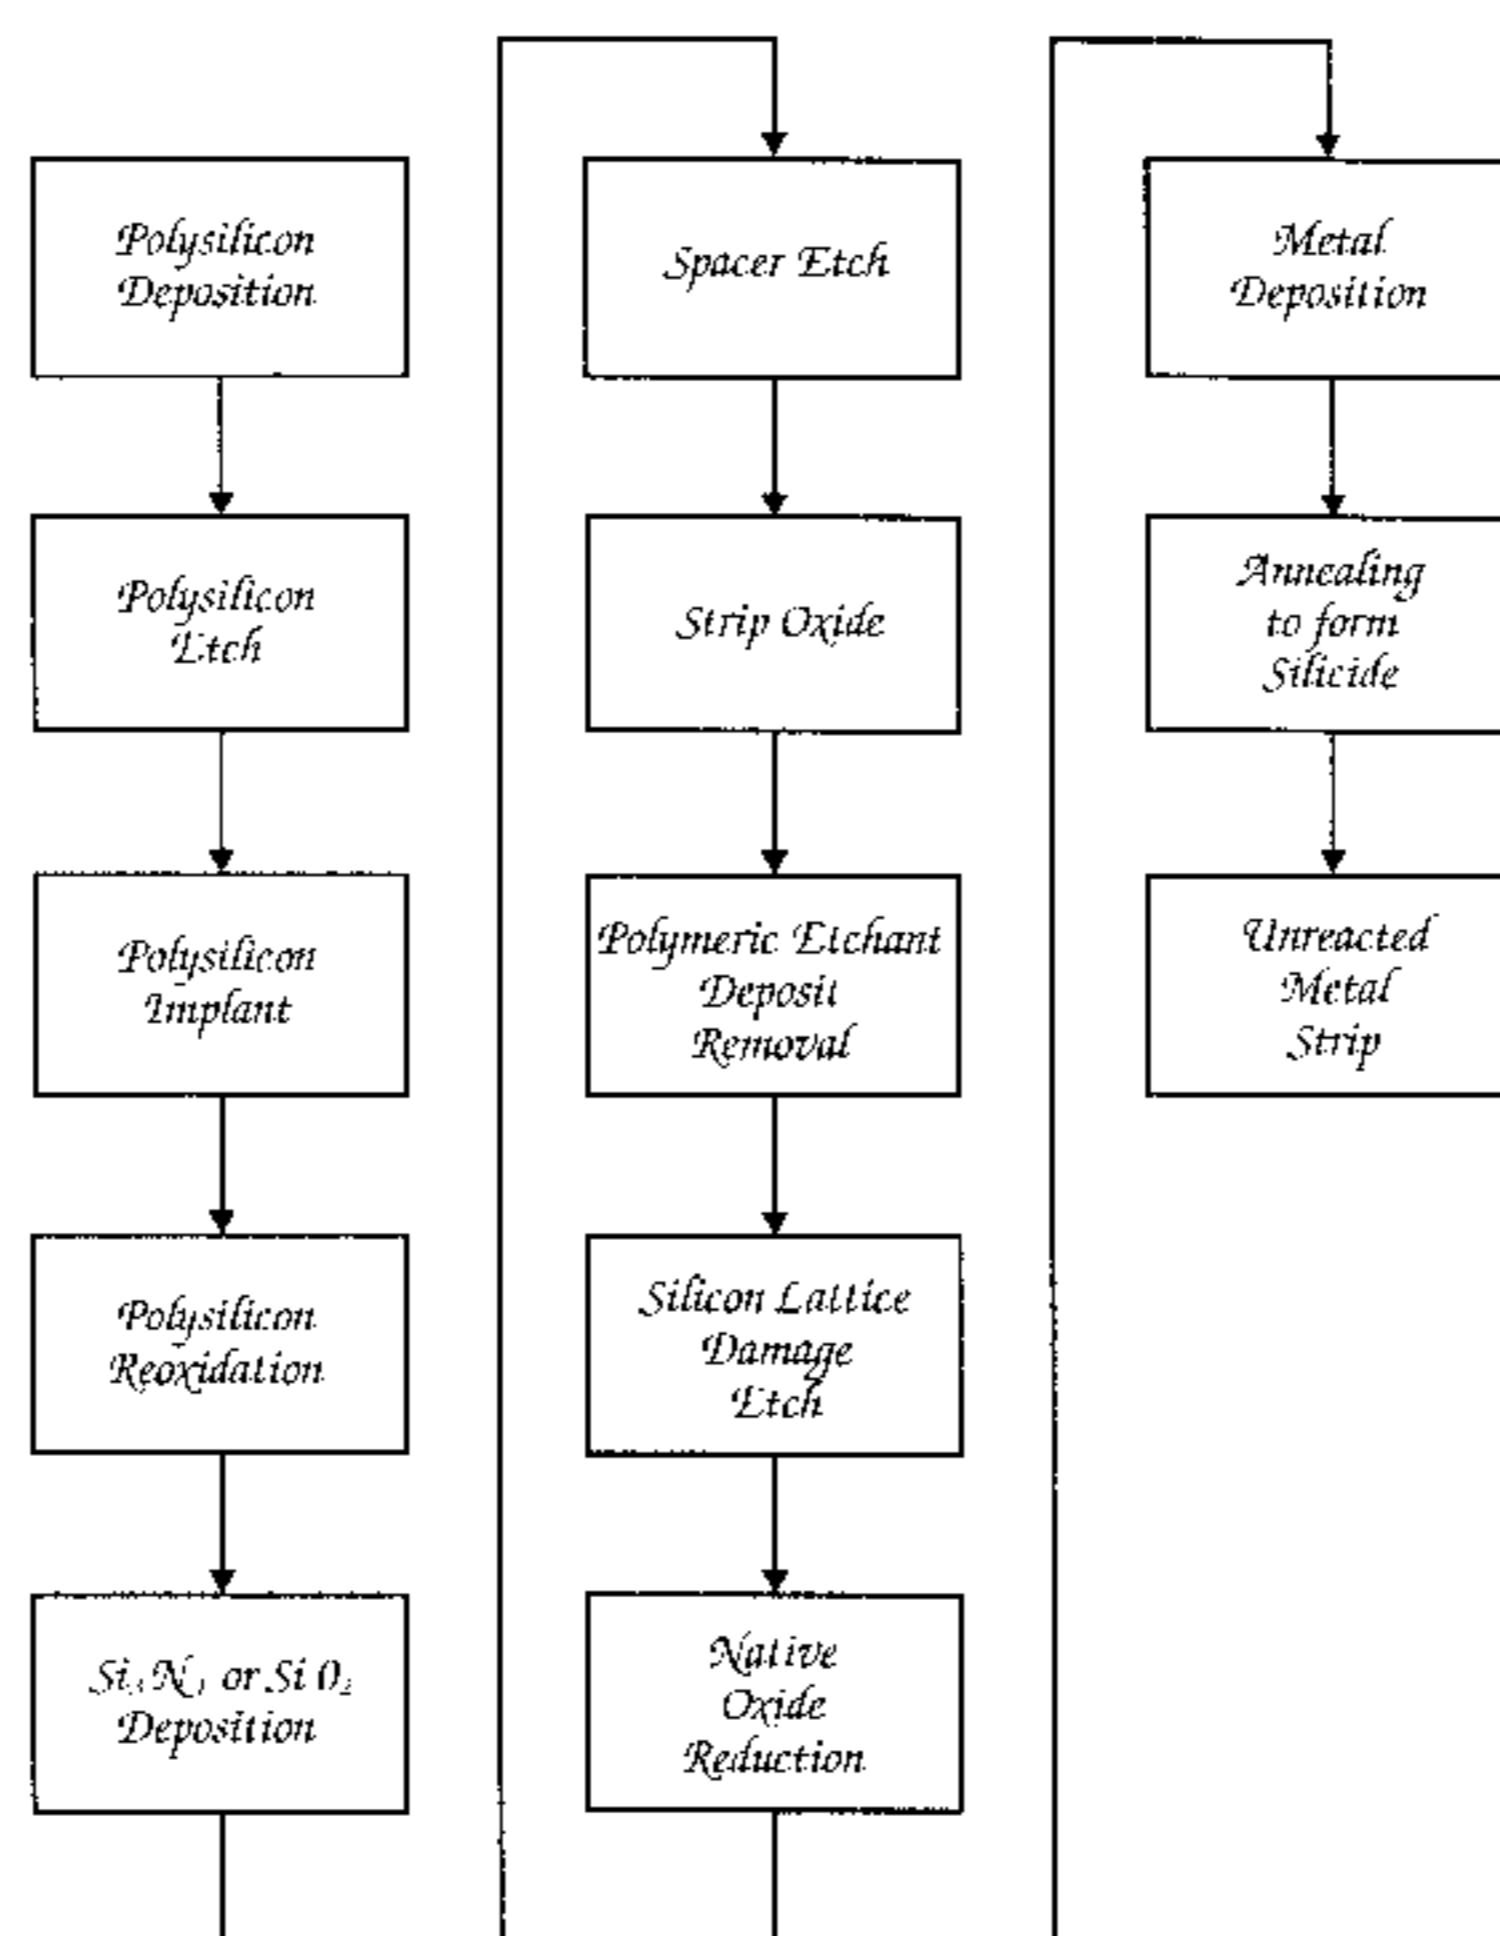 Polysilicon
Deposition
Polysilicon
Etch
Polysilicon
Implant
Polysilicon
Reoxidation
Si₃N₄ or SiO₂
Deposition
Spacer Etch
Strip Oxide
Polymeric Etchant
Deposit
Removal
Silicon Lattice
Damage
Etch
Native
Oxide
Reduction
Metal
Deposition
Annealing
to form
Silicide
Unreacted
Metal
Strip